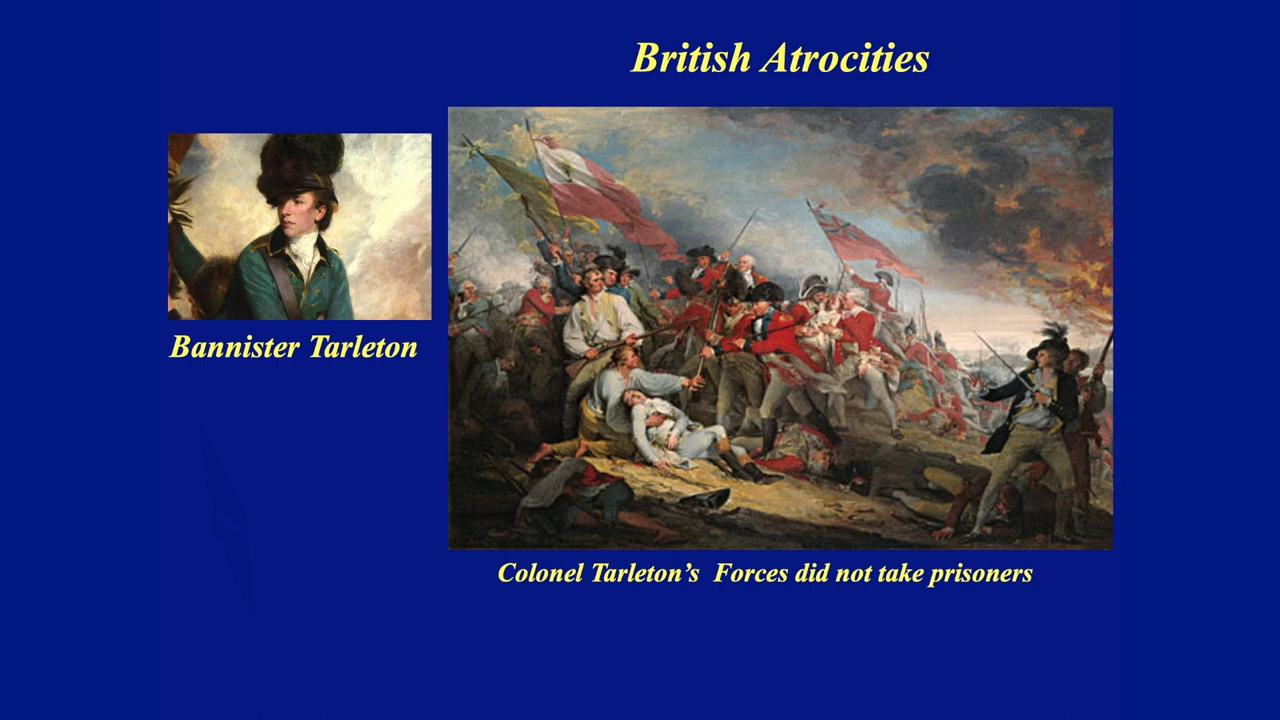 British Atrocities
Bannister Tarleton
Colonel Tarleton’s  Forces did not take prisoners